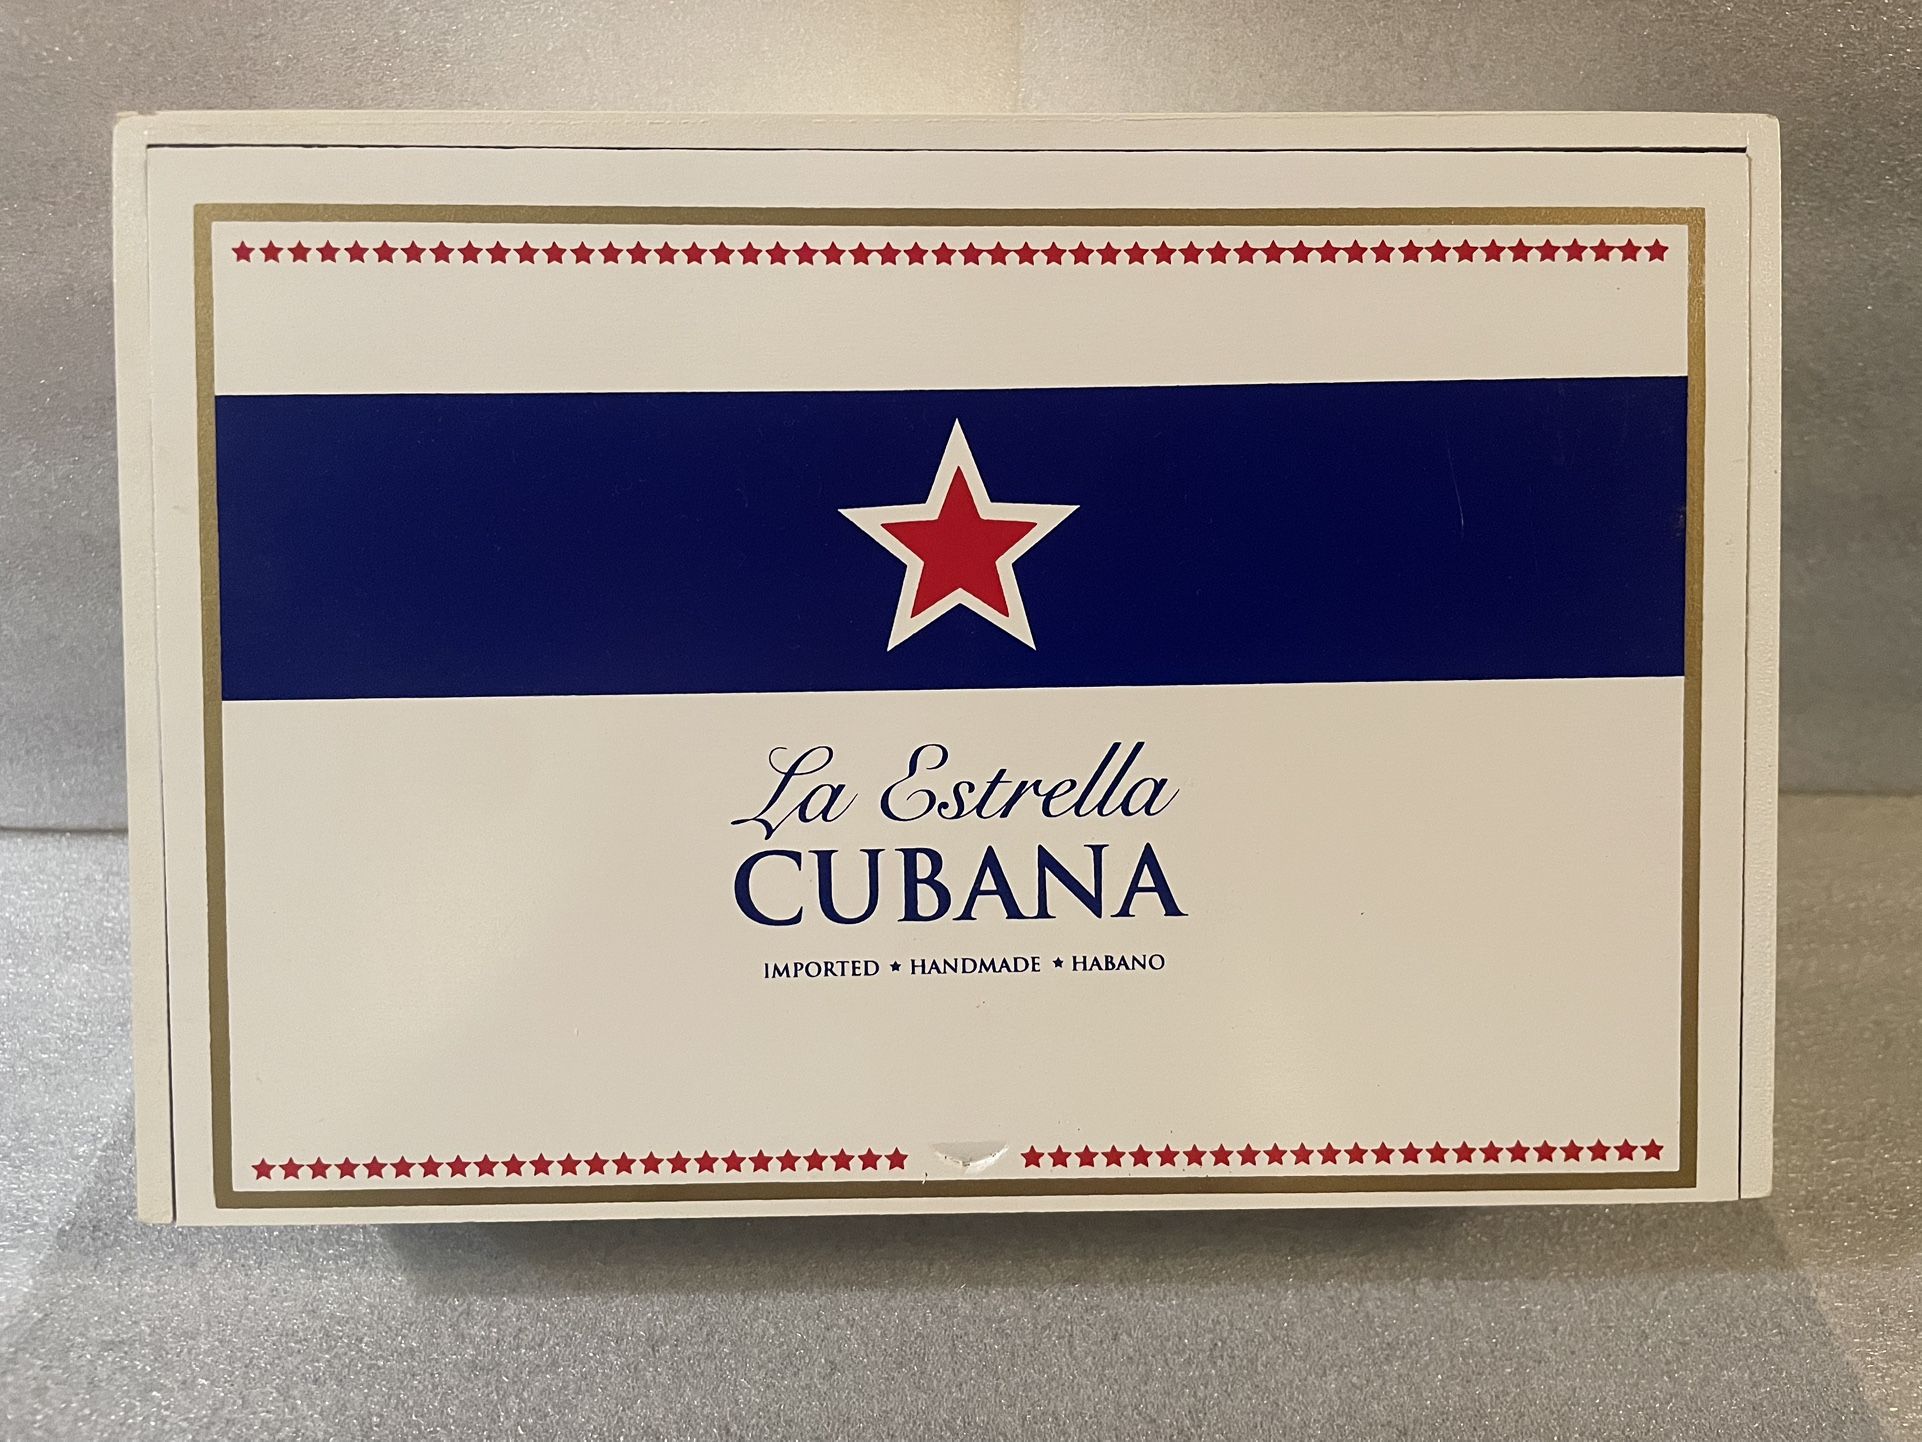 La Estrella
CUBANA
IMPORTED ★ HANDMADE ★ HABANO